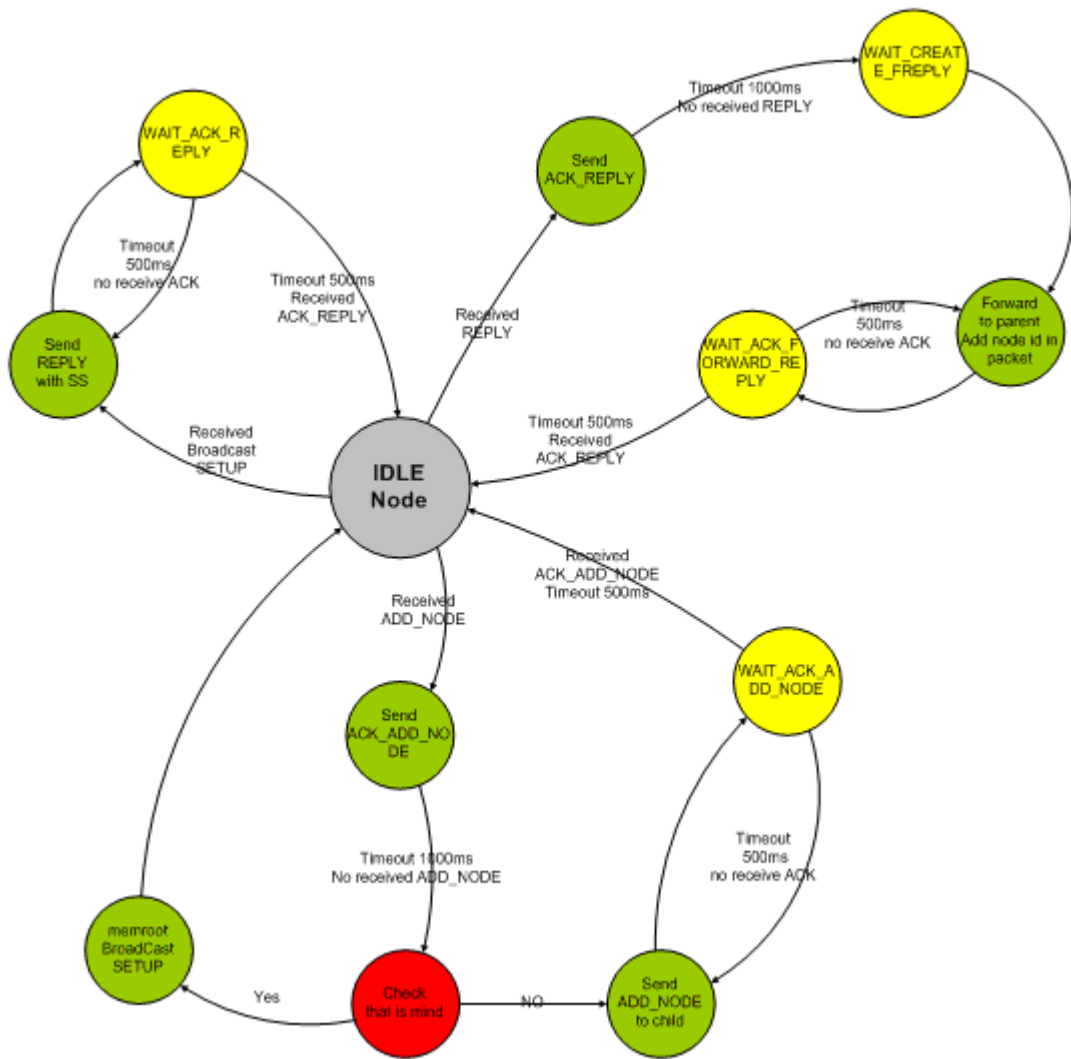 WAIT_CREAT
E_FREPLY
Timeout 1000ms
No received REPLY
WAIT_ACK_R
EPLY
Send
ACK_REPLY
Timeout
500ms
no receive ACK
Timeout 500ms
Received
ACK_REPLY
Received
REPLY
Timeout
500ms
no receive ACK
Forward
to parent
Add node id in
packet
Send
REPLY
with SS
WAIT_ACK_F
ORWARD_RE
PLY
Received
Broadcast
SETUP
Timeout 500ms
Received
ACK_REPLY
IDLE
Node
Received
ACK_ADD_NODE
Timeout 500ms
Received
ADD_NODE
WAIT_ACK_A
DD_NODE
Send
ACK_ADD_NO
DE
Timeout 1000ms
No received ADD_NODE
Timeout
500ms
no receive ACK
memroot
BroadCast
SETUP
Yes
Check
that is mind
NO
Send
ADD_NODE
to child